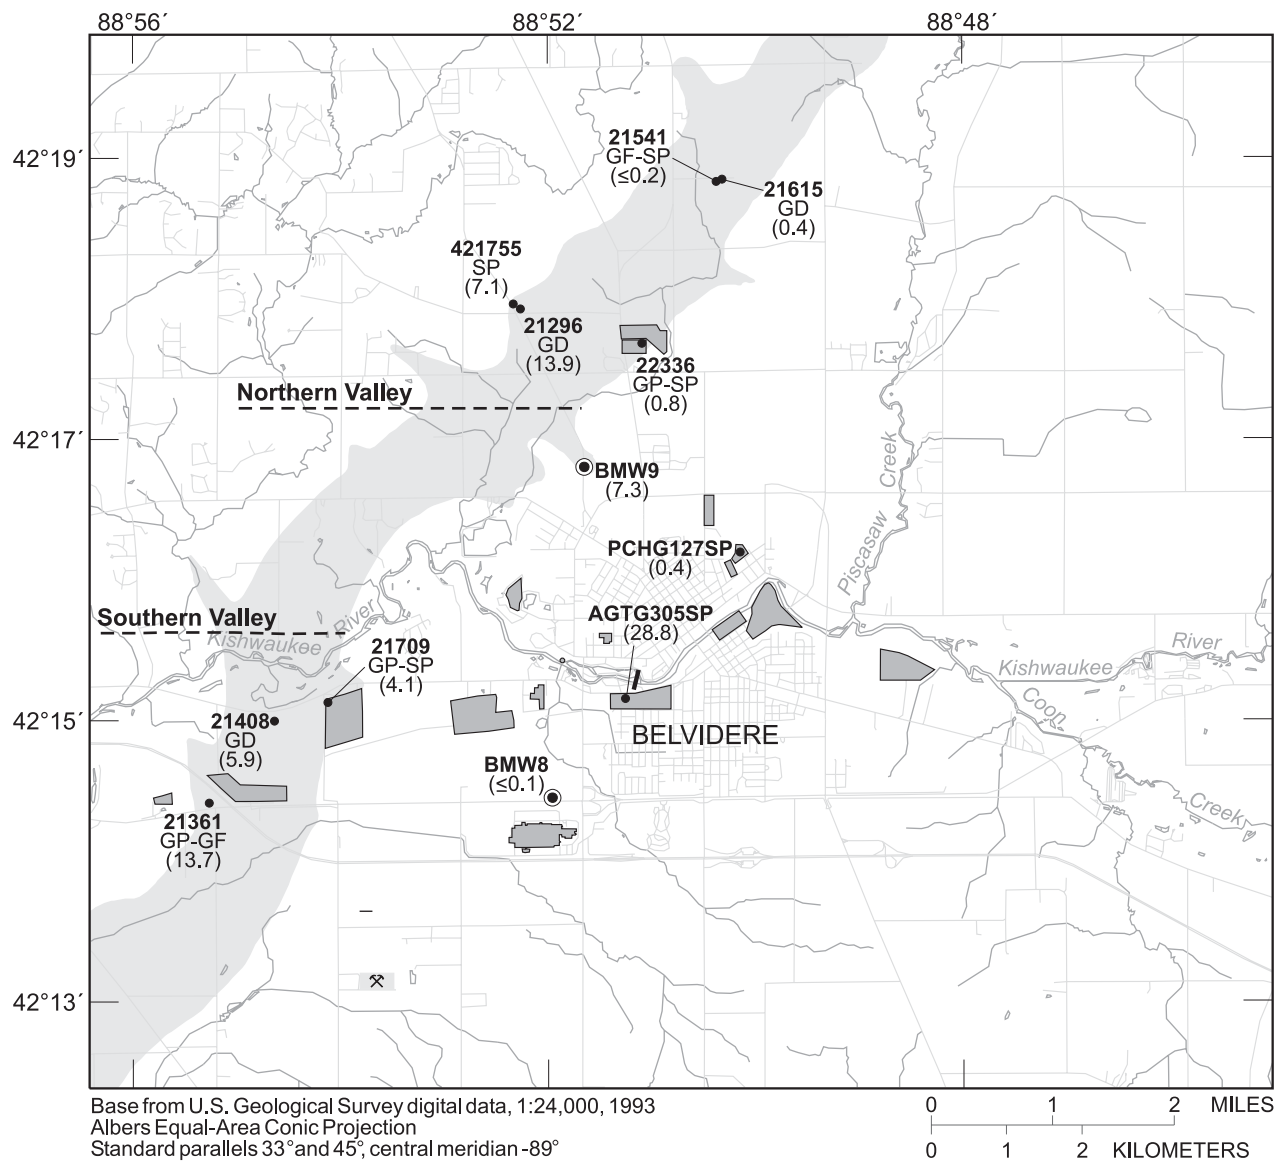 88°56´ 88°52´ 88°48´
42°19´
21541
GF-SP
(≤0.2)
21615
GD
(0.4)
421755
SP
(7.1)
21296
GD
(13.9)
22336
GP-SP
(0.8)
Northern Valley
42°17´
BMW9
(7.3)
Piscasaw Creek
PCHG127SP
(0.4)
AGTG305SP
(28.8)
Southern Valley
Kishwaukee River
21709
GP-SP
(4.1)
Kishwaukee River
Coon Creek
42°15´
21408
GD
(5.9)
BELVIDERE
BMW8
(≤0.1)
21361
GP-GF
(13.7)
42°13´
Base from U.S. Geological Survey digital data, 1:24,000, 1993
Albers Equal-Area Conic Projection
Standard parallels 33° and 45°, central meridian -89°
0 1 2 MILES
0 1 2 KILOMETERS